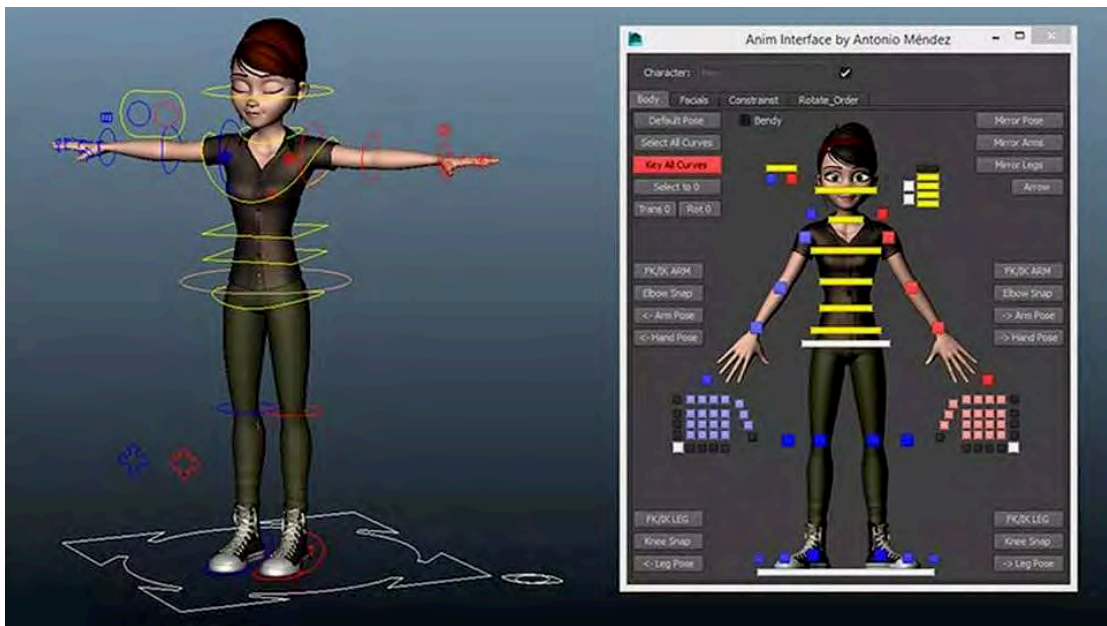 Anim Interface by Antonio Méndez
Character:
Body Facials Constrainst Rotate_Order
Default Pose Bendy Mirror Pose
Select All Curves Mirror Arms
Key All Curves Mirror Legs
Select to 0 Arrow
Trans 0 Rot 0
FK/IK ARM FK/IK ARM
Elbow Snap Elbow Snap
<- Arm Pose -> Arm Pose
<- Hand Pose -> Hand Pose
FK/IK LEG FK/IK LEG
Knee Snap Knee Snap
<- Leg Pose -> Leg Pose